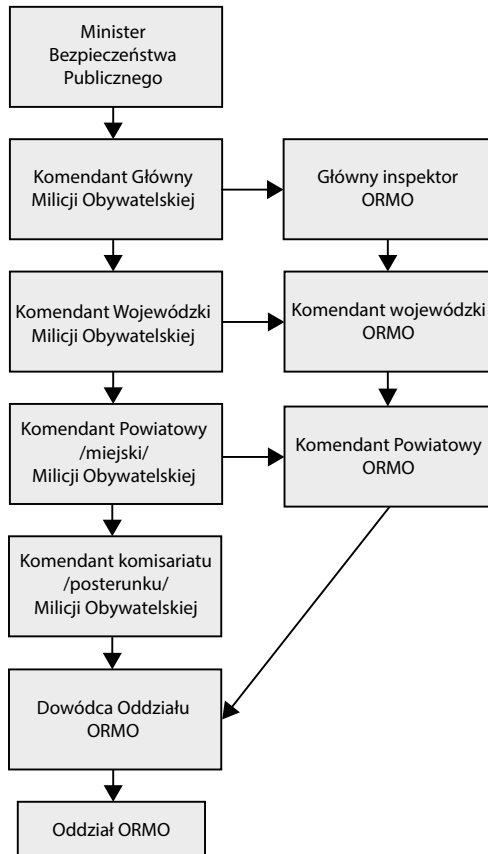 Minister
Bezpieczeństwa
Publicznego
Komendant Główny
Milicji Obywatelskiej
Główny inspektor
ORMO
Komendant Wojewódzki
Milicji Obywatelskiej
Komendant wojewódzki
ORMO
Komendant Powiatowy
/miejski/
Milicji Obywatelskiej
Komendant Powiatowy
ORMO
Komendant komisariatu
/posterunku/
Milicji Obywatelskiej
Dowódca Oddziału
ORMO
Oddział ORMO